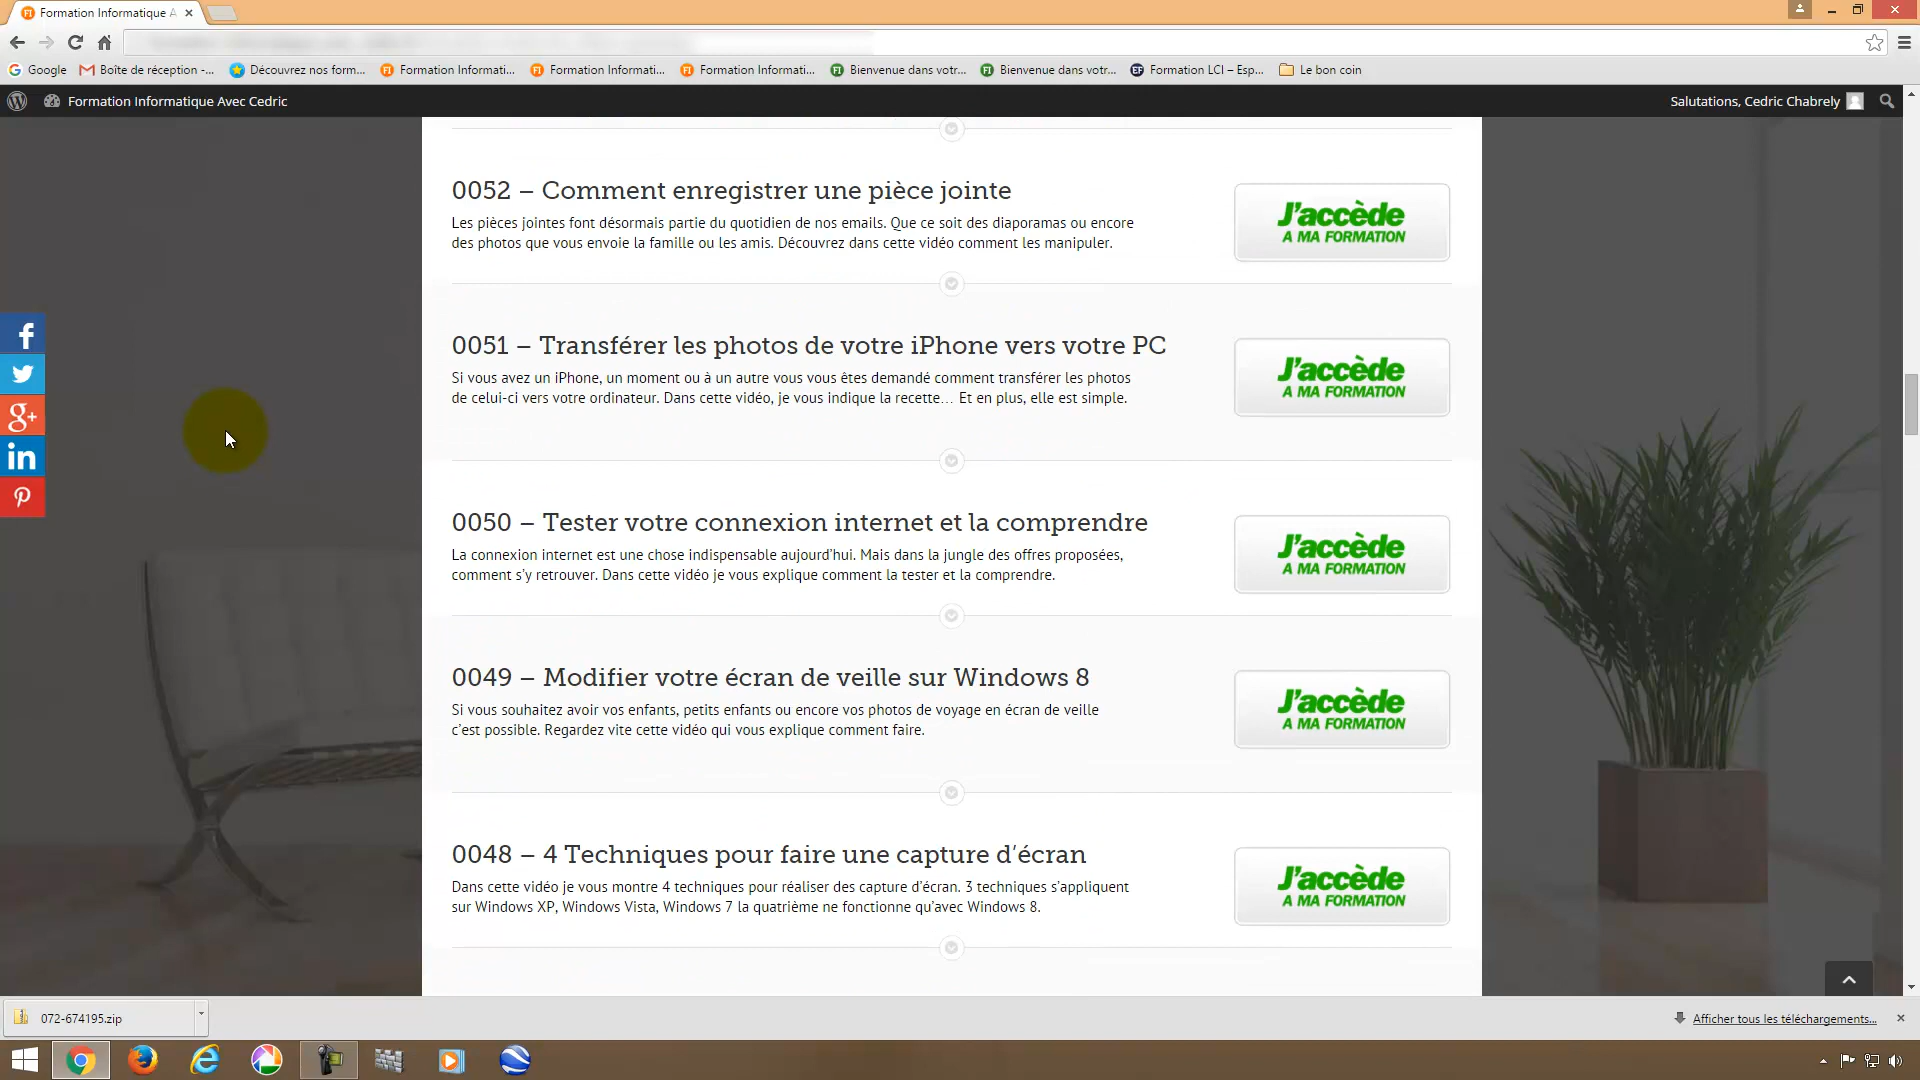 Formation Informatique A
Google
Boîte de réception -...
Découvrez nos form...
Formation Informati...
Formation Informati...
Formation Informati...
Bienvenue dans votr...
Bienvenue dans votr...
Formation LCI – Esp...
Le bon coin
Formation Informatique Avec Cedric
Salutations, Cedric Chabrely
0052 – Comment enregistrer une pièce jointe
Les pièces jointes font désormais partie du quotidien de nos emails. Que ce soit des diaporamas ou encore
des photos que vous envoie la famille ou les amis. Découvrez dans cette vidéo comment les manipuler.
J'accède
A MA FORMATION
0051 – Transférer les photos de votre iPhone vers votre PC
Si vous avez un iPhone, un moment ou à un autre vous vous êtes demandé comment transférer les photos
de celui-ci vers votre ordinateur. Dans cette vidéo, je vous indique la recette... Et en plus, elle est simple.
J'accède
A MA FORMATION
0050 – Tester votre connexion internet et la comprendre
La connexion internet est une chose indispensable aujourd'hui. Mais dans la jungle des offres proposées,
comment s'y retrouver. Dans cette vidéo je vous explique comment la tester et la comprendre.
J'accède
A MA FORMATION
0049 – Modifier votre écran de veille sur Windows 8
Si vous souhaitez avoir vos enfants, petits enfants ou encore vos photos de voyage en écran de veille
c'est possible. Regardez vite cette vidéo qui vous explique comment faire.
J'accède
A MA FORMATION
0048 – 4 Techniques pour faire une capture d'écran
Dans cette vidéo je vous montre 4 techniques pour réaliser des capture d'écran. 3 techniques s'appliquent
sur Windows XP, Windows Vista, Windows 7 la quatrième ne fonctionne qu'avec Windows 8.
J'accède
A MA FORMATION
072-674195.zip
Afficher tous les téléchargements...